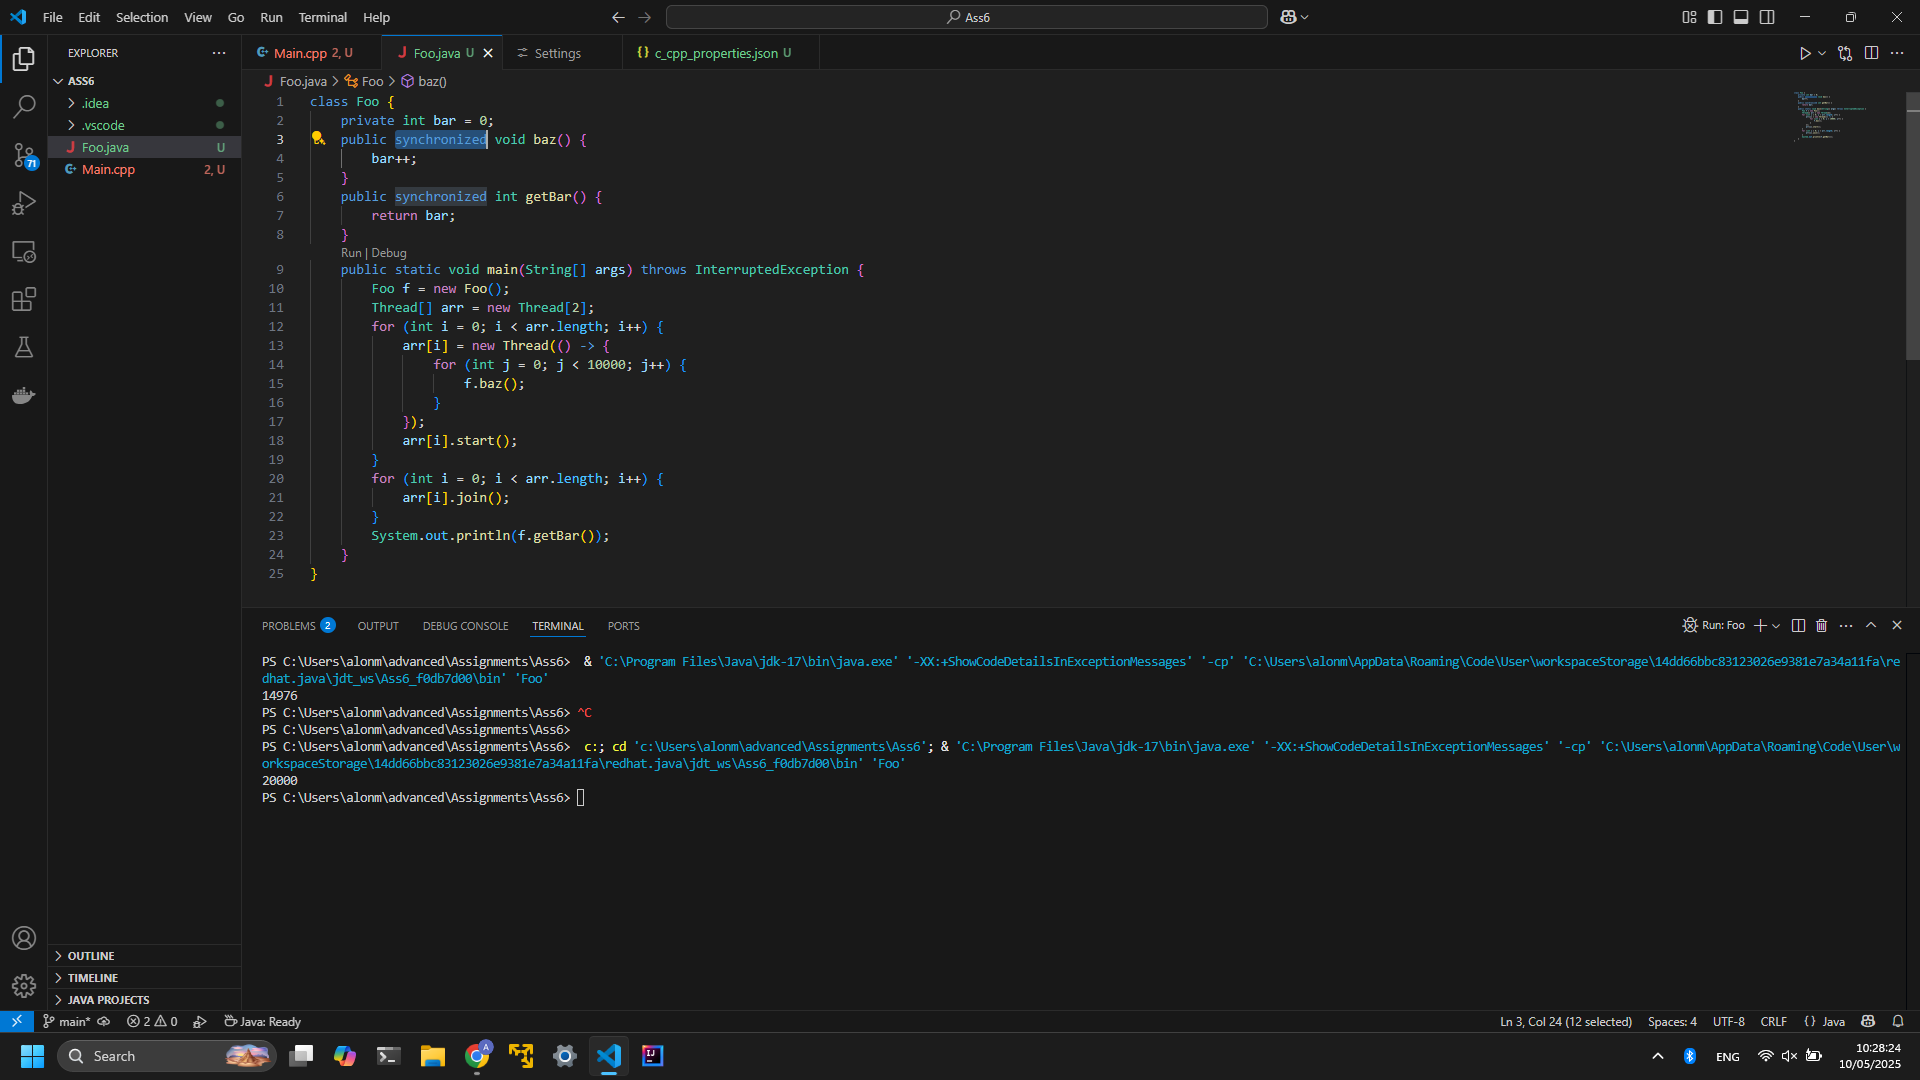 File Edit Selection View Go Run Terminal Help
Ass6
EXPLORER
ASS6
.idea
.vscode
Foo.java U
Main.cpp 2, U
OUTLINE
TIMELINE
JAVA PROJECTS
71
Main.cpp 2, U
Foo.java U
Settings
c_cpp_properties.json U
Foo.java > Foo > baz()
1 class Foo {
2 private int bar = 0;
3 public synchronized void baz() {
4 bar++;
5 }
6 public synchronized int getBar() {
7 return bar;
8 }
Run | Debug
9 public static void main(String[] args) throws InterruptedException {
10 Foo f = new Foo();
11 Thread[] arr = new Thread[2];
12 for (int i = 0; i < arr.length; i++) {
13 arr[i] = new Thread(() -> {
14 for (int j = 0; j < 10000; j++) {
15 f.baz();
16 }
17 });
18 arr[i].start();
19 }
20 for (int i = 0; i < arr.length; i++) {
21 arr[i].join();
22 }
23 System.out.println(f.getBar());
24 }
25 }
PROBLEMS 2 OUTPUT DEBUG CONSOLE TERMINAL PORTS
Run: Foo
PS C:\Users\alonm\advanced\Assignments\Ass6> & 'C:\Program Files\Java\jdk-17\bin\java.exe' '-XX:+ShowCodeDetailsInExceptionMessages' '-cp' 'C:\Users\alonm\AppData\Roaming\Code\User\workspaceStorage\14dd66bbc83123026e9381e7a34a11fa\re
dhat.java\jdt_ws\Ass6_f0db7d00\bin' 'Foo'
14976
PS C:\Users\alonm\advanced\Assignments\Ass6> ^C
PS C:\Users\alonm\advanced\Assignments\Ass6>
PS C:\Users\alonm\advanced\Assignments\Ass6> c:; cd 'c:\Users\alonm\advanced\Assignments\Ass6'; & 'C:\Program Files\Java\jdk-17\bin\java.exe' '-XX:+ShowCodeDetailsInExceptionMessages' '-cp' 'C:\Users\alonm\AppData\Roaming\Code\User\w
orkspaceStorage\14dd66bbc83123026e9381e7a34a11fa\redhat.java\jdt_ws\Ass6_f0db7d00\bin' 'Foo'
20000
PS C:\Users\alonm\advanced\Assignments\Ass6>
main* 2 0 Java: Ready
Ln 3, Col 24 (12 selected) Spaces: 4 UTF-8 CRLF {} Java
Search
A
IJ
ENG
10:28:24
10/05/2025